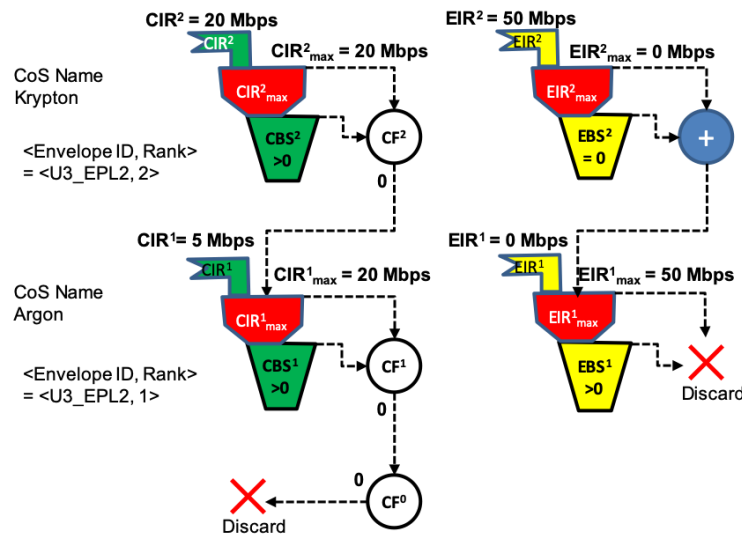 CIR² = 20 Mbps
EIR² = 50 Mbps
CIR²
CIR²max = 20 Mbps
EIR²
EIR²max = 0 Mbps
CoS Name
Krypton
CIR²max
EIR²max
CBS²
>0
CF²
EBS²
= 0
+
<Envelope ID, Rank>
= <U3_EPL2, 2>
0
CIR¹= 5 Mbps
EIR¹ = 0 Mbps
CIR¹
CIR¹max = 20 Mbps
EIR¹
EIR¹max = 50 Mbps
CoS Name
Argon
CIR¹max
EIR¹max
CBS¹
>0
CF¹
EBS¹
>0
Discard
<Envelope ID, Rank>
= <U3_EPL2, 1>
0
0
CF⁰
Discard